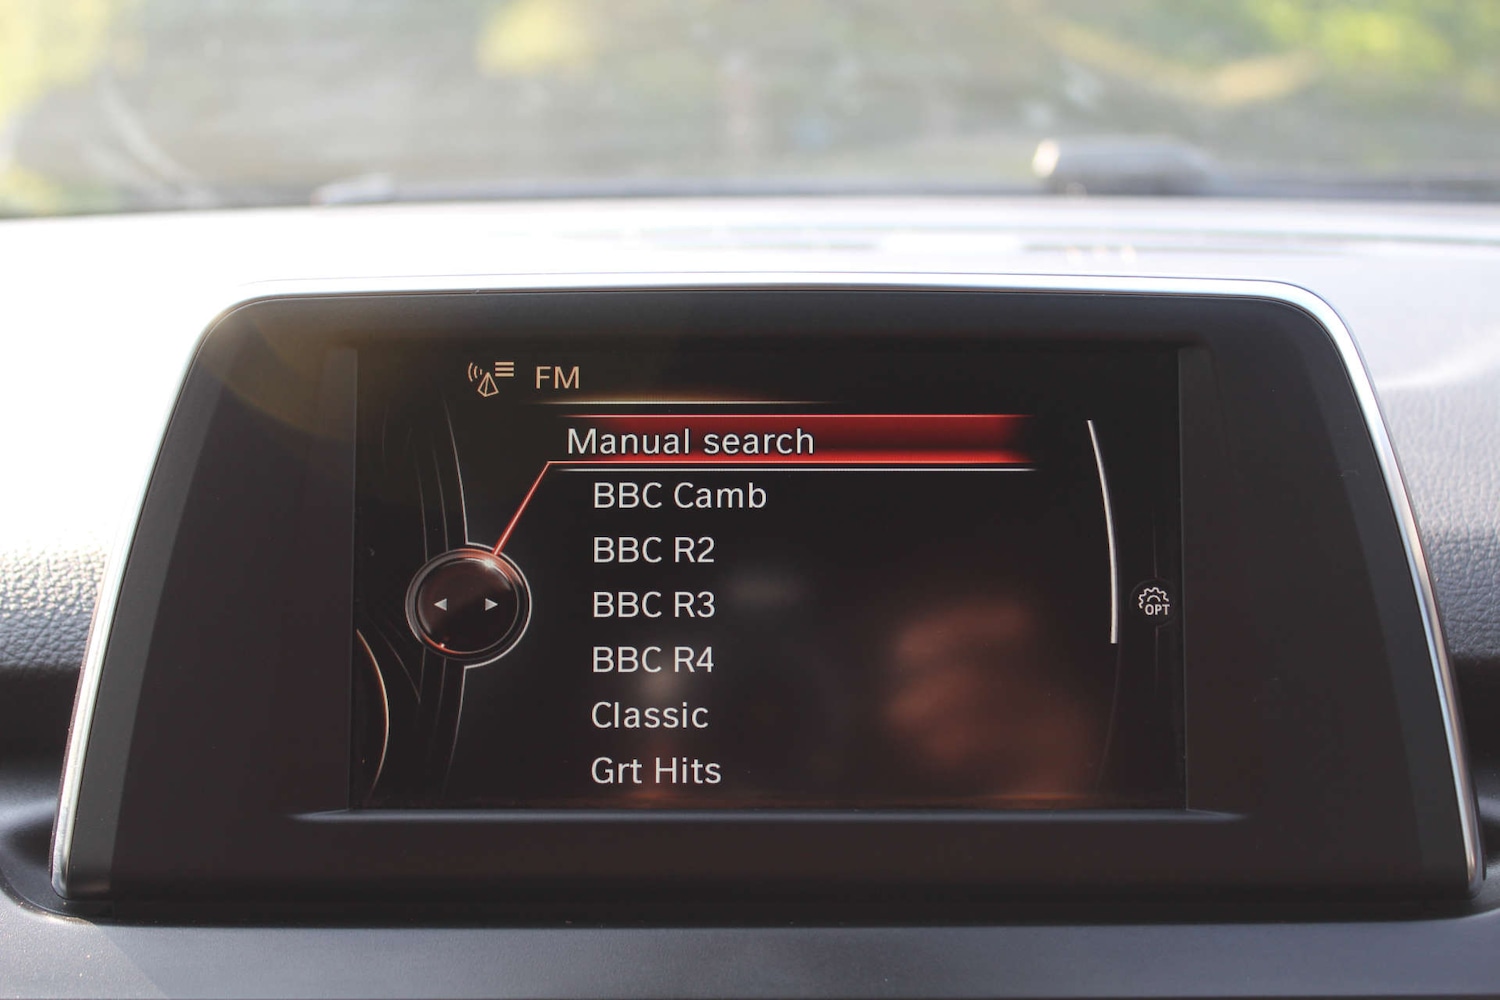 FM
Manual search
BBC Camb
BBC R2
BBC R3
BBC R4
Classic
Grt Hits
OPT